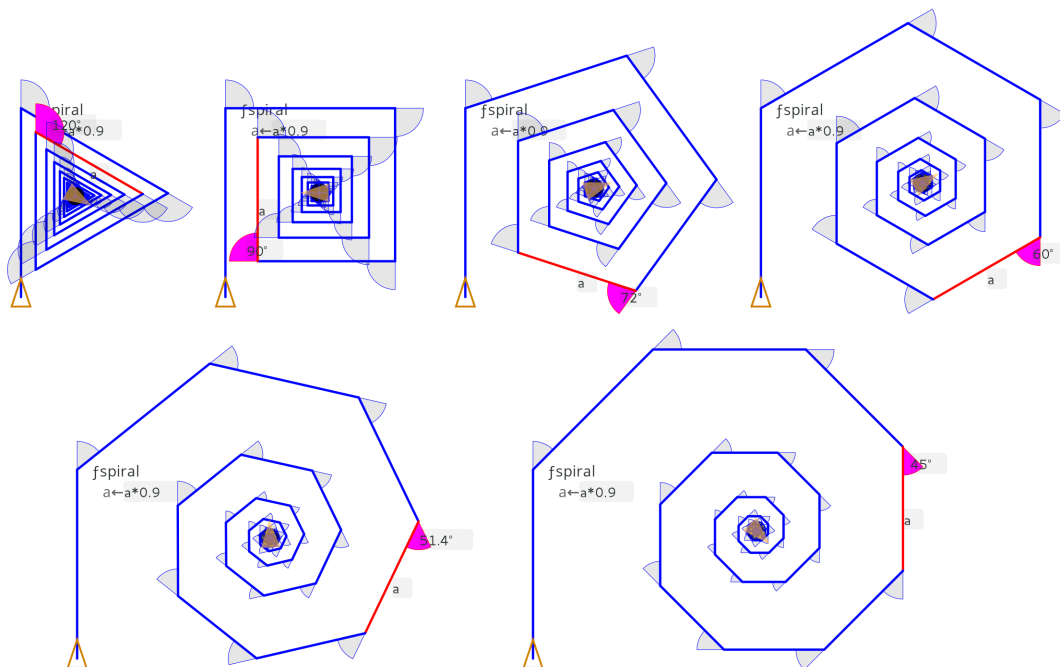 piral
120°
a*0.9
a
ƒspiral
a←a*0.9
a
90°
ƒspiral
a←a*0.9
a
72°
ƒspiral
a←a*0.9
60°
a
ƒspiral
a←a*0.9
51.4°
a
ƒspiral
a←a*0.9
45°
a